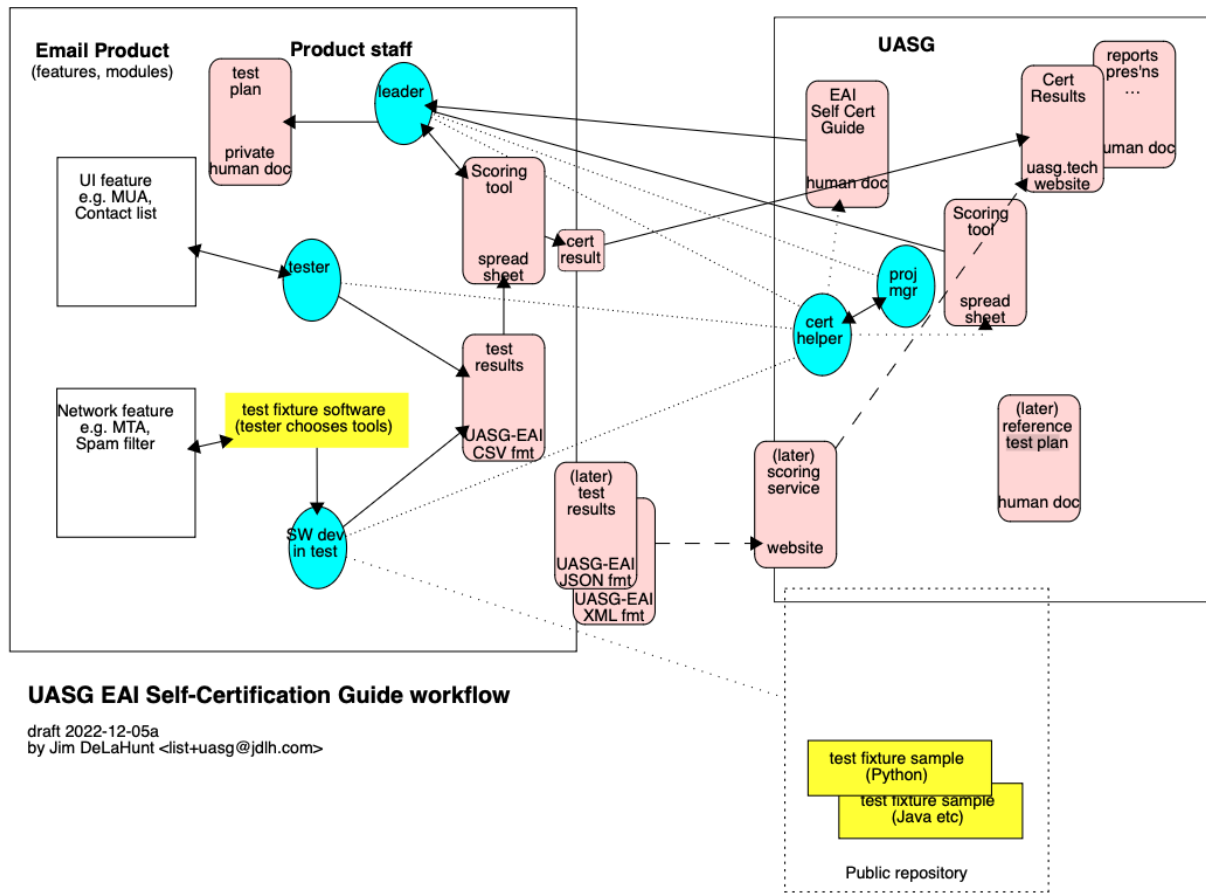 Email Product
(features, modules)
Product staff
test
plan
private
human doc
leader
UI feature
e.g. MUA,
Contact list
Scoring
tool
spread
sheet
cert
result
tester
test
results
UASG-EAI
CSV fmt
Network feature
e.g. MTA,
Spam filter
test fixture software
(tester chooses tools)
SW dev
in test
(later)
test
results
UASG-EAI
JSON fmt
UASG-EAI
XML fmt
UASG
EAI
Self Cert
Guide
human doc
Cert
Results
uasg.tech
website
reports
pres'ns
...
human doc
Scoring
tool
spread
sheet
proj
mgr
cert
helper
(later)
scoring
service
website
(later)
reference
test plan
human doc
UASG EAI Self-Certification Guide workflow
draft 2022-12-05a
by Jim DeLaHunt <list+uasg@jdlh.com>
test fixture sample
(Python)
test fixture sample
(Java etc)
Public repository